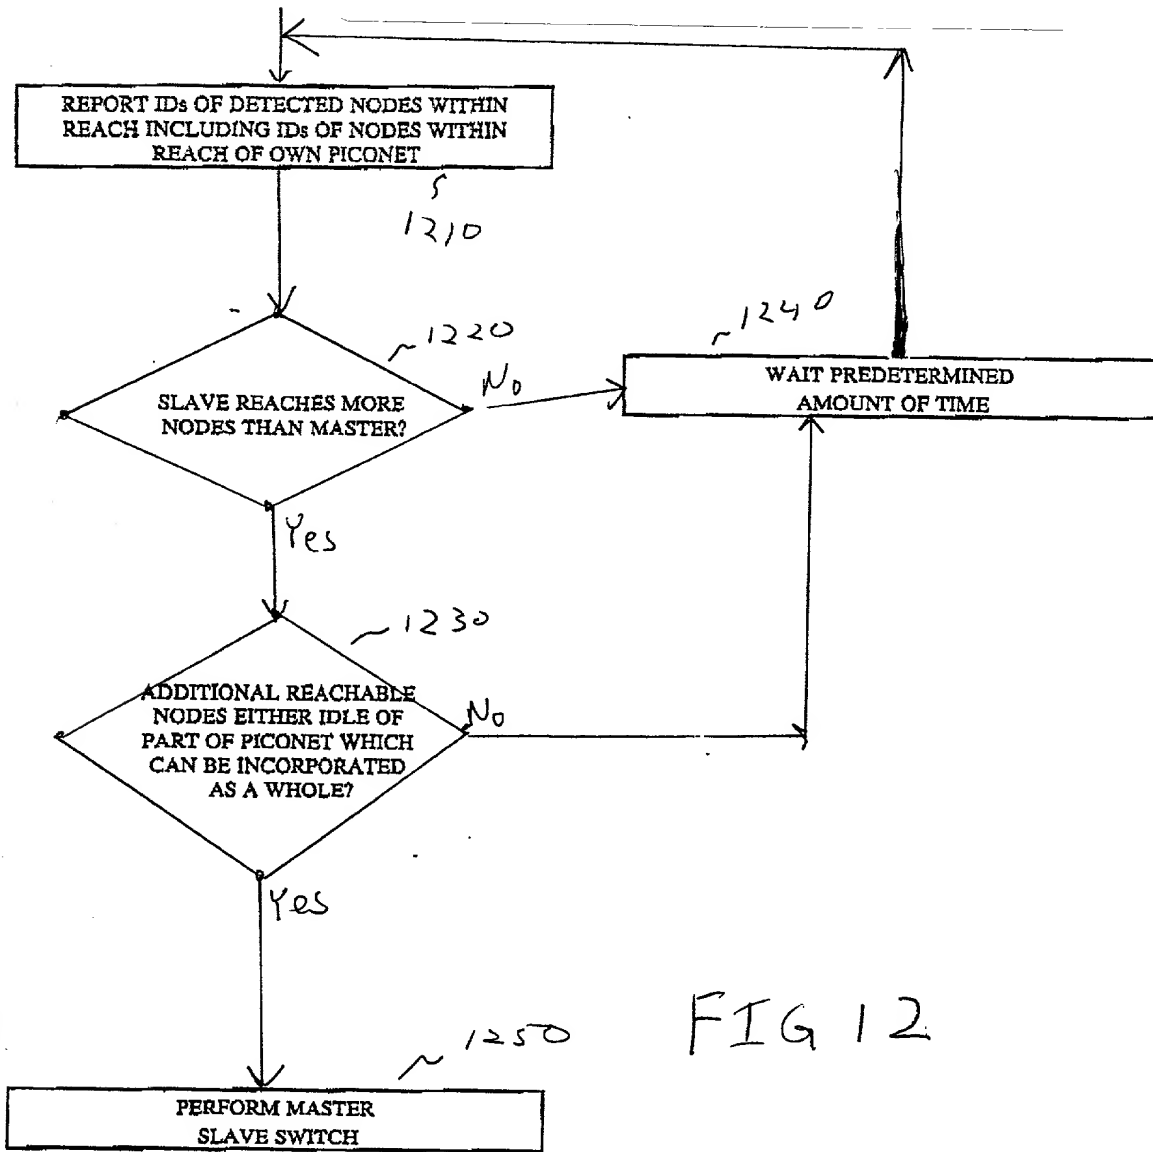 REPORT IDs OF DETECTED NODES WITHIN
REACH INCLUDING IDs OF NODES WITHIN
REACH OF OWN PICONET
1210
1220
SLAVE REACHES MORE
NODES THAN MASTER?
No
1240
WAIT PREDETERMINED
AMOUNT OF TIME
Yes
1230
ADDITIONAL REACHABLE
NODES EITHER IDLE OF
PART OF PICONET WHICH
CAN BE INCORPORATED
AS A WHOLE?
No
Yes
1250
PERFORM MASTER
SLAVE SWITCH
FIG 12